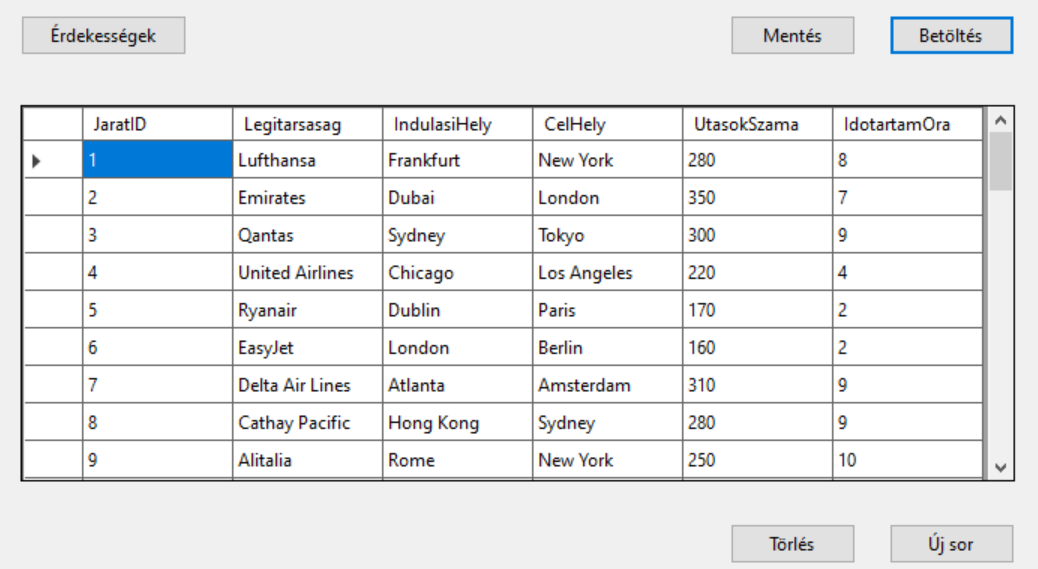 Érdekességek Mentés Betöltés
JaratID Legitarsasag IndulasiHely CelHely UtasokSzama IdotartamOra
1 Lufthansa Frankfurt New York 280 8
2 Emirates Dubai London 350 7
3 Qantas Sydney Tokyo 300 9
4 United Airlines Chicago Los Angeles 220 4
5 Ryanair Dublin Paris 170 2
6 EasyJet London Berlin 160 2
7 Delta Air Lines Atlanta Amsterdam 310 9
8 Cathay Pacific Hong Kong Sydney 280 9
9 Alitalia Rome New York 250 10
Törlés Új sor